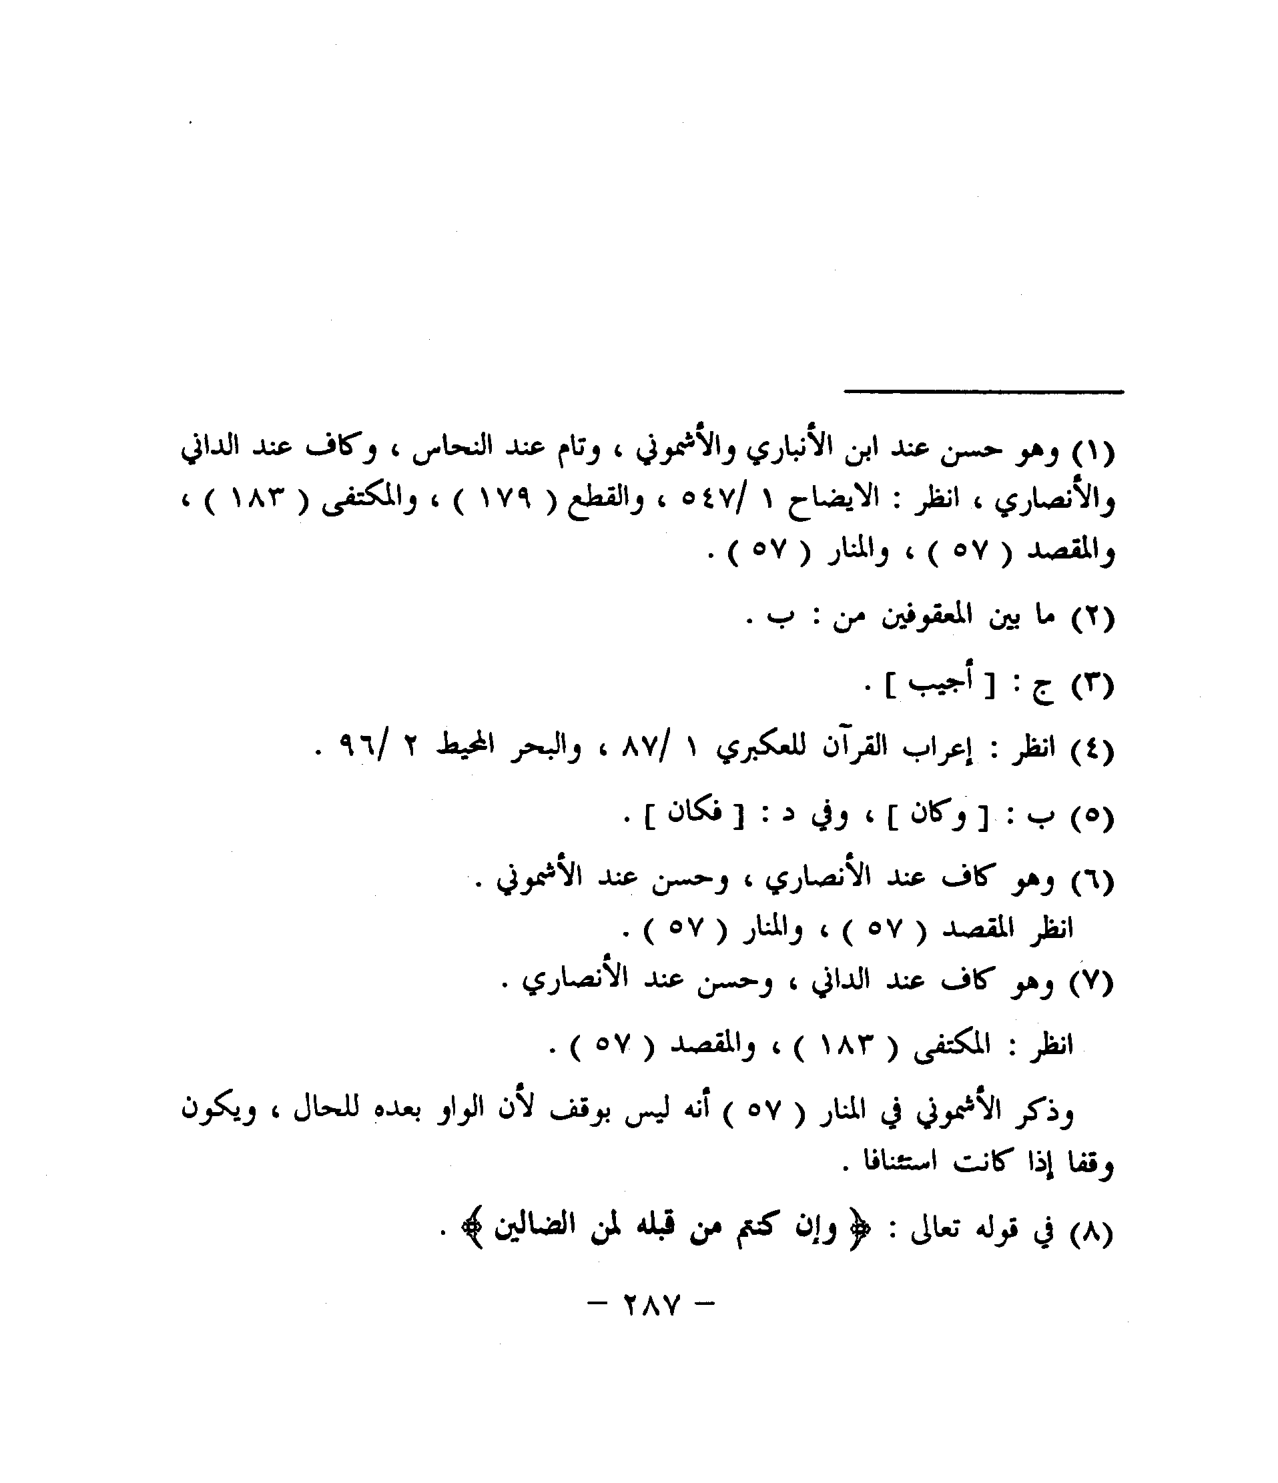 (١) وهو حسن عند ابن الأنباري والأشموني ، وتام عند النحاس ، وكاف عند الداني
والأنصاري ، انظر : الايضاح ١ /٥٤٧ ، والقطع ( ١٧٩ ) ، والمكتفى ( ١٨٣ ) ،
والمقصد ( ٥٧ ) ، والمنار ( ٥٧ ) .
(٢) ما بين المعقوفين من : ب .
(٣) ج : [ أجيب ] .
(٤) انظر : إعراب القرآن للعكبري ١ /٨٧ ، والبحر المحيط ٢ /٩٦ .
(٥) ب : [ وكان ] ، وفي د : [ فكان ] .
(٦) وهو كاف عند الأنصاري ، وحسن عند الأشموني .
انظر المقصد ( ٥٧ ) ، والمنار ( ٥٧ ) .
(٧) وهو كاف عند الداني ، وحسن عند الأنصاري .
انظر : المكتفى ( ١٨٣ ) ، والمقصد ( ٥٧ ) .
وذكر الأشموني في المنار ( ٥٧ ) أنه ليس بوقف لأن الواو بعده للحال ، ويكون
وقفا إذا كانت استئنافا .
(٨) في قوله تعالى : ﴿ وإن كنتم من قبله لمن الضالين ﴾ .
– ٢٨٧ –